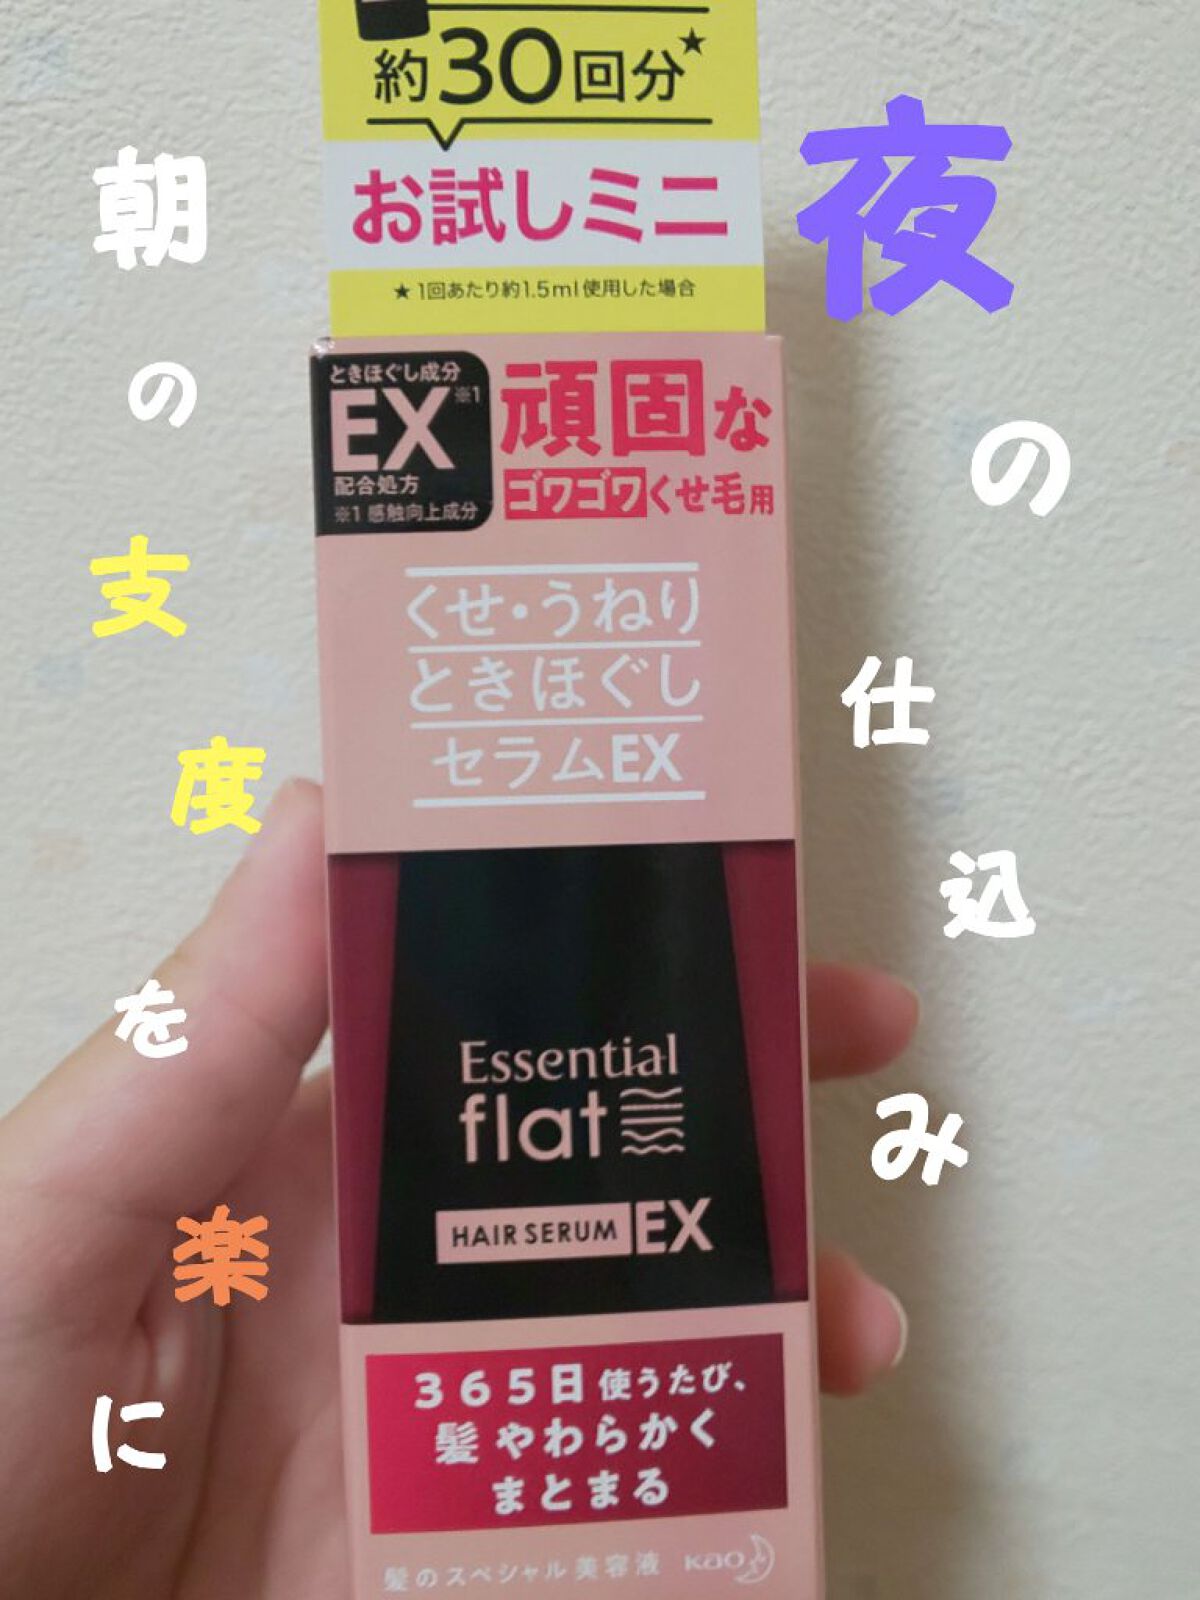 約30回分★
お試しミニ
★1回あたり約1.5ml使用した場合
夜の仕込み
朝の支度を楽に
ときほぐし成分
EX※1
配合処方
※1 感触向上成分
頑固な
ゴワゴワくせ毛用
くせ・うねり
ときほぐし
セラムEX
Essential
flat
HAIR SERUM EX
365日使うたび、
髪やわらかく
まとまる
髪のスペシャル美容液
Kao